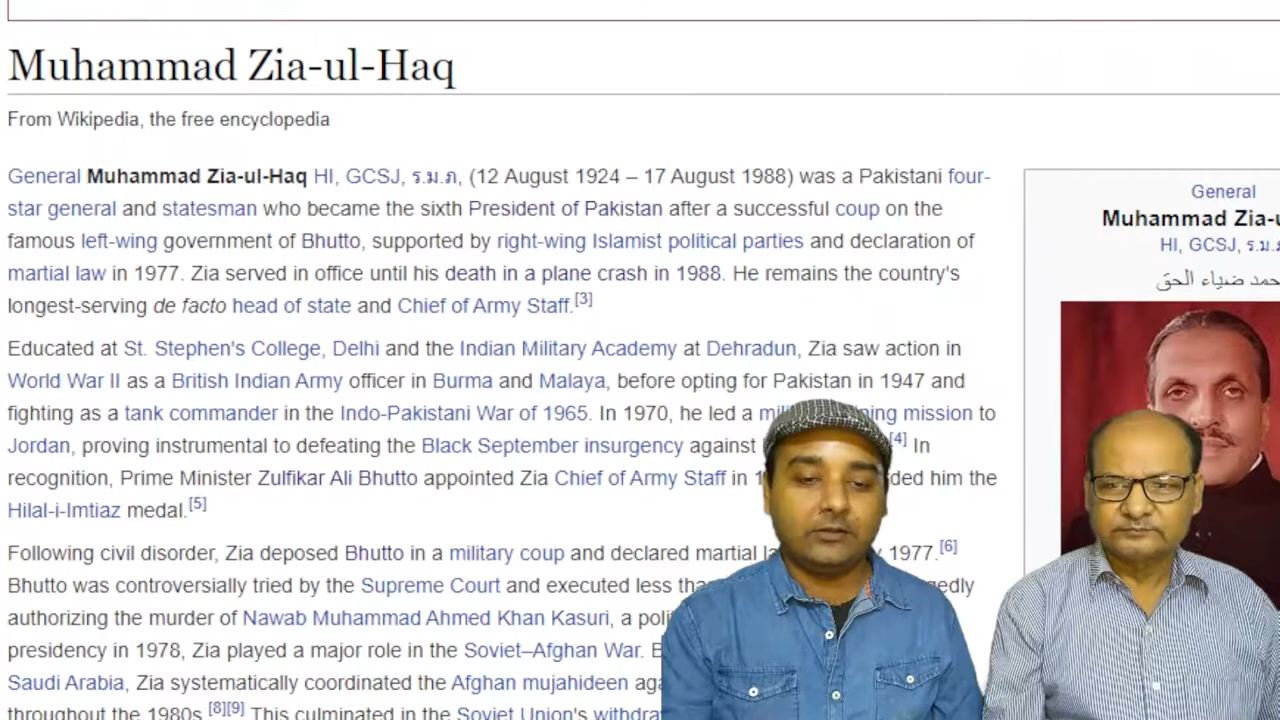 Muhammad Zia-ul-Haq
From Wikipedia, the free encyclopedia
General Muhammad Zia-ul-Haq HI, GCSJ, ร.ม.ภ, (12 August 1924 – 17 August 1988) was a Pakistani four-
star general and statesman who became the sixth President of Pakistan after a successful coup on the
famous left-wing government of Bhutto, supported by right-wing Islamist political parties and declaration of
martial law in 1977. Zia served in office until his death in a plane crash in 1988. He remains the country's
longest-serving de facto head of state and Chief of Army Staff.[3]
Educated at St. Stephen's College, Delhi and the Indian Military Academy at Dehradun, Zia saw action in
World War II as a British Indian Army officer in Burma and Malaya, before opting for Pakistan in 1947 and
fighting as a tank commander in the Indo-Pakistani War of 1965. In 1970, he led a mission to
Jordan, proving instrumental to defeating the Black September insurgency against [4] In
recognition, Prime Minister Zulfikar Ali Bhutto appointed Zia Chief of Army Staff in him the
Hilal-i-Imtiaz medal.[5]
Following civil disorder, Zia deposed Bhutto in a military coup and declared martial 1977.[6]
Bhutto was controversially tried by the Supreme Court and executed less
authorizing the murder of Nawab Muhammad Ahmed Khan Kasuri, a
presidency in 1978, Zia played a major role in the Soviet–Afghan War.
Saudi Arabia, Zia systematically coordinated the Afghan mujahideen
throughout the 1980s.[8][9] This culminated in the Soviet Union's
General
Muhammad
HI, GCSJ,
ضياء الحق